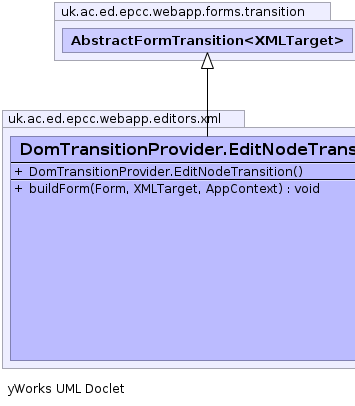 uk.ac.ed.epcc.webapp.forms.transition
AbstractFormTransition<XMLTarget>
uk.ac.ed.epcc.webapp.editors.xml
DomTransitionProvider.EditNodeTrans
+ DomTransitionProvider.EditNodeTransition()
+ buildForm(Form, XMLTarget, AppContext) : void
yWorks UML Doclet